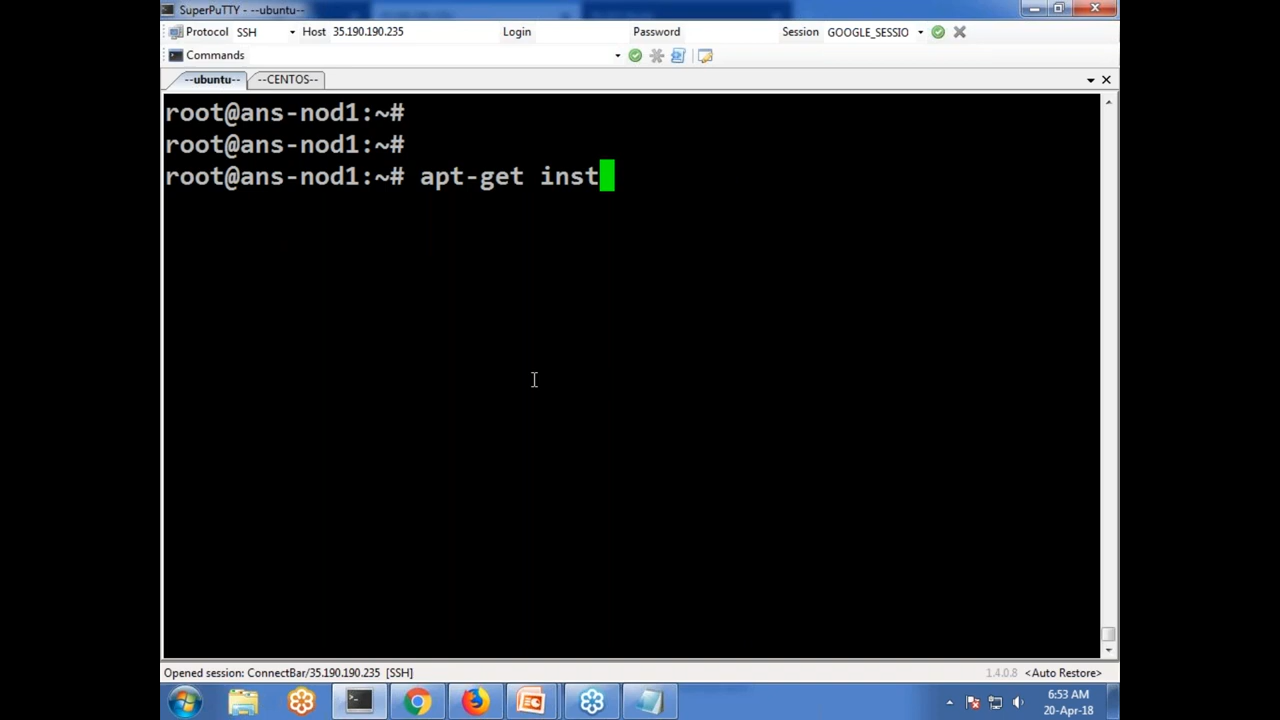 SuperPuTTY - --ubuntu--
Protocol SSH Host 35.190.190.235 Login Password Session GOOGLE_SESSIO
Commands
--ubuntu-- --CENTOS--
root@ans-nod1:~#
root@ans-nod1:~#
root@ans-nod1:~# apt-get inst
Opened session: ConnectBar/35.190.190.235 [SSH] 1.4.0.8 <Auto Restore>
6:53 AM
20-Apr-18